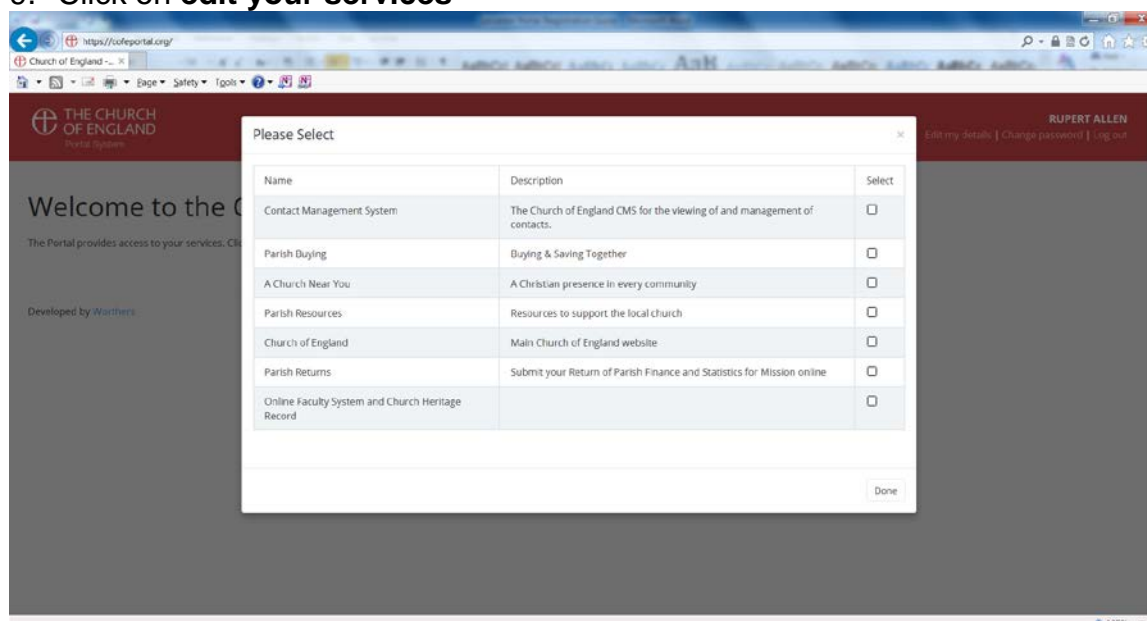 Click on edit your services
https://cofeportal.org/
Church of England -...
Page Safety Tools
THE CHURCH
OF ENGLAND
Portal System
RUPERT ALLEN
Edit my details | Change password | Log out
Welcome to the
The Portal provides access to your services.
Developed by Worthers
Please Select
Name Description Select
Contact Management System The Church of England CMS for the viewing of and management of
contacts.
Parish Buying Buying & Saving Together
A Church Near You A Christian presence in every community
Parish Resources Resources to support the local church
Church of England Main Church of England website
Parish Returns Submit your Return of Parish Finance and Statistics for Mission online
Online Faculty System and Church Heritage
Record
Done